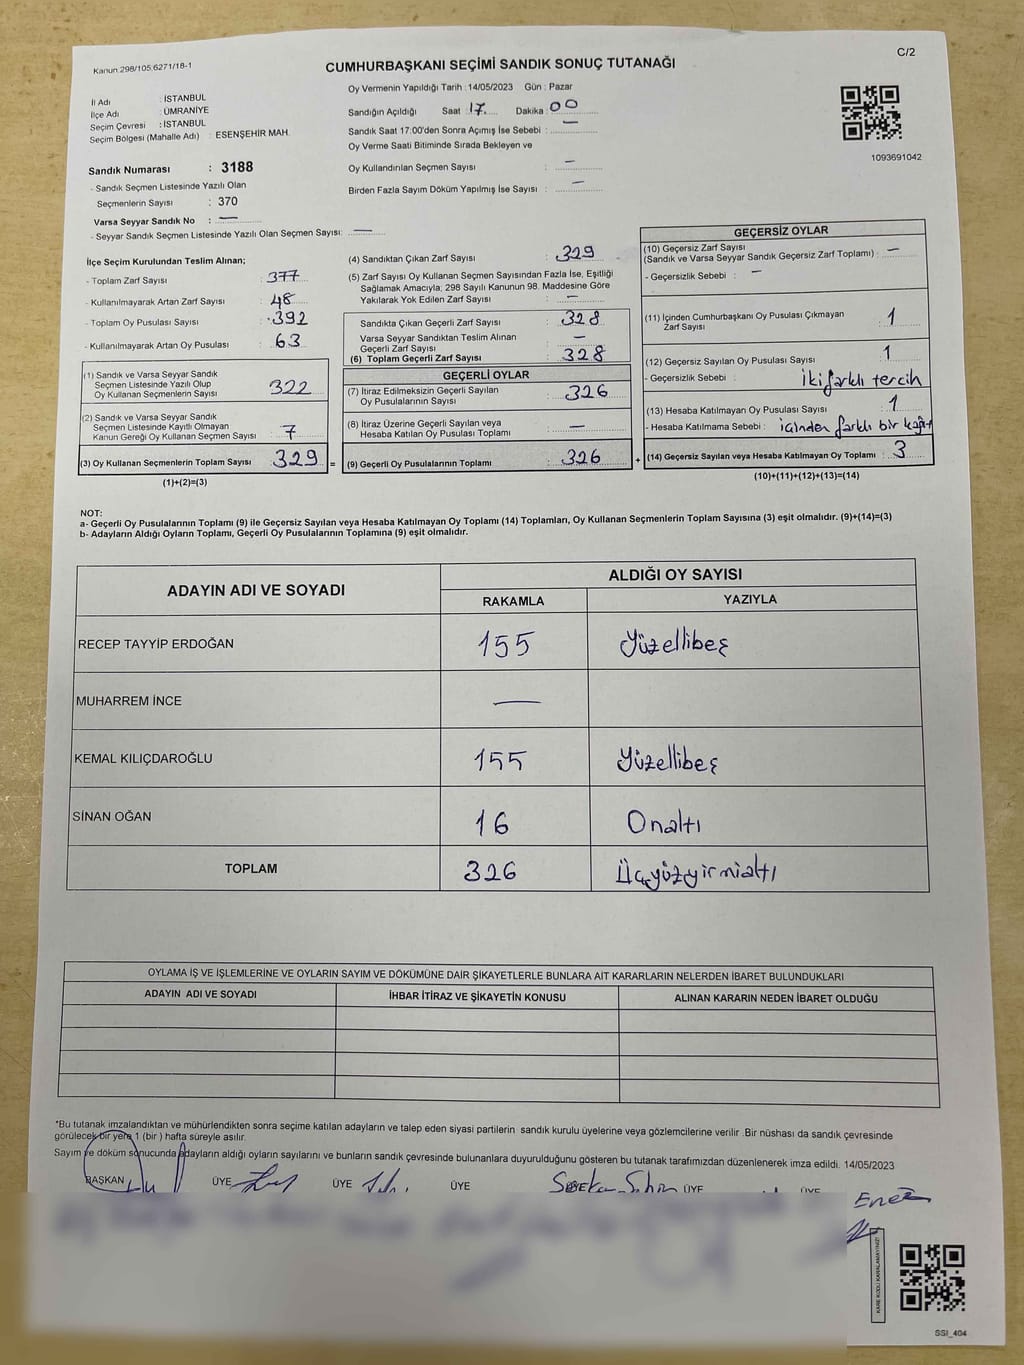 C/2
Kanun:298/105;6271/18-1
CUMHURBAŞKANI SEÇİMİ SANDIK SONUÇ TUTANAĞI
İl Adı : İSTANBUL
İlçe Adı : ÜMRANİYE
Seçim Çevresi : İSTANBUL
Seçim Bölgesi (Mahalle Adı) : ESENŞEHİR MAH.
Sandık Numarası : 3188
- Sandık Seçmen Listesinde Yazılı Olan
Seçmenlerin Sayısı : 370
Varsa Seyyar Sandık No : —
- Seyyar Sandık Seçmen Listesinde Yazılı Olan Seçmen Sayısı: —
Oy Vermenin Yapıldığı Tarih : 14/05/2023 Gün : Pazar
Sandığın Açıldığı Saat : 17. Dakika : 00
Sandık Saat 17:00'den Sonra Açımış İse Sebebi : —
Oy Verme Saati Bitiminde Sırada Bekleyen ve
Oy Kullandırılan Seçmen Sayısı : —
Birden Fazla Sayım Döküm Yapılmış İse Sayısı : —
1093691042
İlçe Seçim Kurulundan Teslim Alınan;
- Toplam Zarf Sayısı : 377
- Kullanılmayarak Artan Zarf Sayısı : 48
- Toplam Oy Pusulası Sayısı : 392
- Kullanılmayarak Artan Oy Pusulası : 63
(1) Sandık ve Varsa Seyyar Sandık
Seçmen Listesinde Yazılı Olup
Oy Kullanan Seçmenlerin Sayısı : 322
(2) Sandık ve Varsa Seyyar Sandık
Seçmen Listesinde Kayıtlı Olmayan
Kanun Gereği Oy Kullanan Seçmen Sayısı : 7
(3) Oy Kullanan Seçmenlerin Toplam Sayısı : 329 =
(1)+(2)=(3)
(4) Sandıktan Çıkan Zarf Sayısı : 329
(5) Zarf Sayısı Oy Kullanan Seçmen Sayısından Fazla İse, Eşitliği
Sağlamak Amacıyla; 298 Sayılı Kanunun 98. Maddesine Göre
Yakılarak Yok Edilen Zarf Sayısı : —
Sandıkta Çıkan Geçerli Zarf Sayısı : 328
Varsa Seyyar Sandıktan Teslim Alınan
Geçerli Zarf Sayısı : —
(6) Toplam Geçerli Zarf Sayısı : 328
GEÇERLİ OYLAR
(7) İtiraz Edilmeksizin Geçerli Sayılan
Oy Pusulalarının Sayısı : 326
(8) İtiraz Üzerine Geçerli Sayılan veya
Hesaba Katılan Oy Pusulası Toplamı : —
(9) Geçerli Oy Pusulalarının Toplamı : 326 +
GEÇERSİZ OYLAR
(10) Geçersiz Zarf Sayısı
(Sandık ve Varsa Seyyar Sandık Geçersiz Zarf Toplamı) : —
- Geçersizlik Sebebi : —
(11) İçinden Cumhurbaşkanı Oy Pusulası Çıkmayan
Zarf Sayısı : 1
(12) Geçersiz Sayılan Oy Pusulası Sayısı : 1
- Geçersizlik Sebebi : iki farklı tercih
(13) Hesaba Katılmayan Oy Pusulası Sayısı : 1
- Hesaba Katılmama Sebebi : içinden farklı bir kağıt
(14) Geçersiz Sayılan veya Hesaba Katılmayan Oy Toplamı : 3
(10)+(11)+(12)+(13)=(14)
NOT:
a- Geçerli Oy Pusulalarının Toplamı (9) ile Geçersiz Sayılan veya Hesaba Katılmayan Oy Toplamı (14) Toplamları, Oy Kullanan Seçmenlerin Toplam Sayısına (3) eşit olmalıdır. (9)+(14)=(3)
b- Adayların Aldığı Oyların Toplamı, Geçerli Oy Pusulalarının Toplamına (9) eşit olmalıdır.
ADAYIN ADI VE SOYADI
ALDIĞI OY SAYISI
RAKAMLA YAZIYLA
RECEP TAYYİP ERDOĞAN 155 Yüzellibeş
MUHARREM İNCE —
KEMAL KILIÇDAROĞLU 155 Yüzellibeş
SİNAN OĞAN 16 Onaltı
TOPLAM 326 Üçyüzyirmialtı
OYLAMA İŞ VE İŞLEMLERİNE VE OYLARIN SAYIM VE DÖKÜMÜNE DAİR ŞİKAYETLERLE BUNLARA AİT KARARLARIN NELERDEN İBARET BULUNDUKLARI
ADAYIN ADI VE SOYADI İHBAR İTİRAZ VE ŞİKAYETİN KONUSU ALINAN KARARIN NEDEN İBARET OLDUĞU
*Bu tutanak imzalandıktan ve mühürlendikten sonra seçime katılan adayların ve talep eden siyasi partilerin sandık kurulu üyelerine veya gözlemcilerine verilir .Bir nüshası da sandık çevresinde
görülecek bir yere 1 (bir ) hafta süreyle asılır.
Sayım ve döküm sonucunda adayların aldığı oyların sayılarını ve bunların sandık çevresinde bulunanlara duyurulduğunu gösteren bu tutanak tarafımızdan düzenlenerek imza edildi. 14/05/2023
BAŞKAN ÜYE ÜYE ÜYE ÜYE ÜYE
KARE KODU KARALAMAYINIZ!
SSI_404